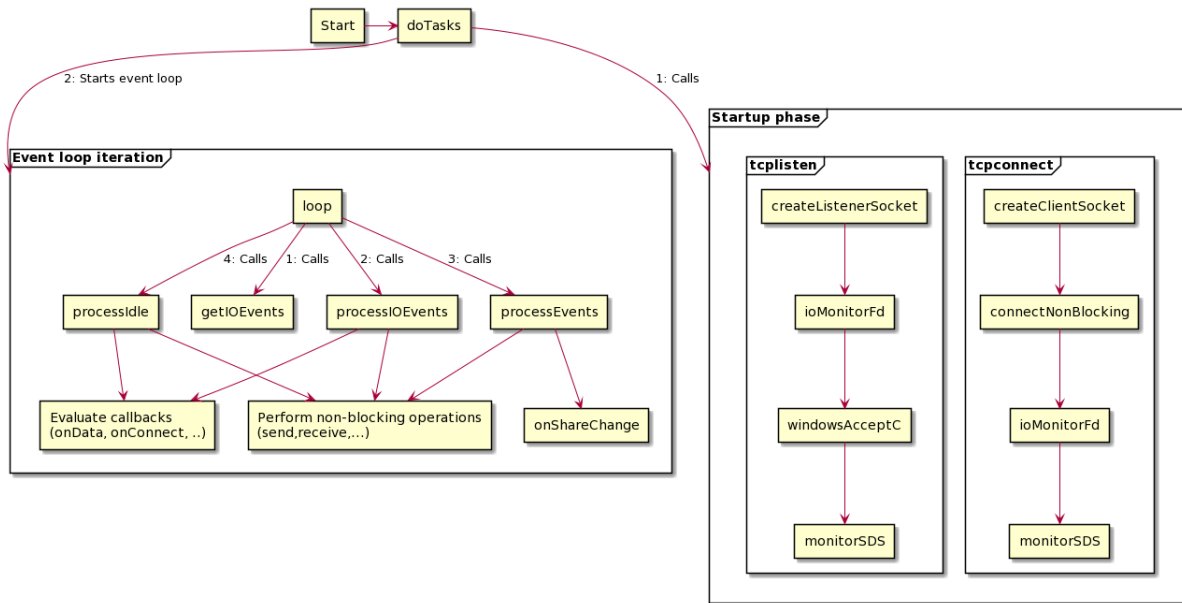 Start
doTasks
2: Starts event loop
1: Calls
Startup phase
Event loop iteration
tcplisten
tcpconnect
loop
createListenerSocket
createClientSocket
4: Calls
1: Calls
2: Calls
3: Calls
processIdle
getIOEvents
processIOEvents
processEvents
ioMonitorFd
connectNonBlocking
Evaluate callbacks
(onData, onConnect, ..)
Perform non-blocking operations
(send,receive,...)
onShareChange
windowsAcceptC
ioMonitorFd
monitorSDS
monitorSDS